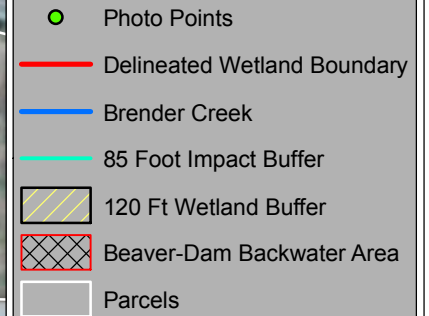 Photo Points
Delineated Wetland Boundary
Brender Creek
85 Foot Impact Buffer
120 Ft Wetland Buffer
Beaver-Dam Backwater Area
Parcels